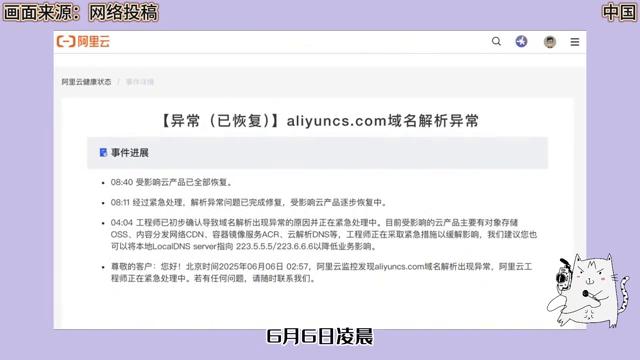 画面来源：网络投稿
中国
阿里云
阿里云健康状态 / 事件详情
【异常（已恢复）】aliyuncs.com域名解析异常
事件进展
08:40 受影响云产品已全部恢复。
08:11 经过紧急处理，解析异常问题已完成修复，受影响云产品逐步恢复中。
04:04 工程师已初步确认导致域名解析出现异常的原因并正在紧急处理中。目前受影响的云产品主要有对象存储
OSS、内容分发网络CDN、容器镜像服务ACR、云解析DNS等，工程师正在采取紧急措施以缓解影响，我们建议您也
可以将本地LocalDNS server指向 223.5.5.5/223.6.6.6以降低业务影响。
尊敬的客户：您好！北京时间2025年06月06日 02:57，阿里云监控发现aliyuncs.com域名解析出现异常，阿里云工
程师正在紧急处理中。若有任何问题，请随时联系我们。
6月6日凌晨